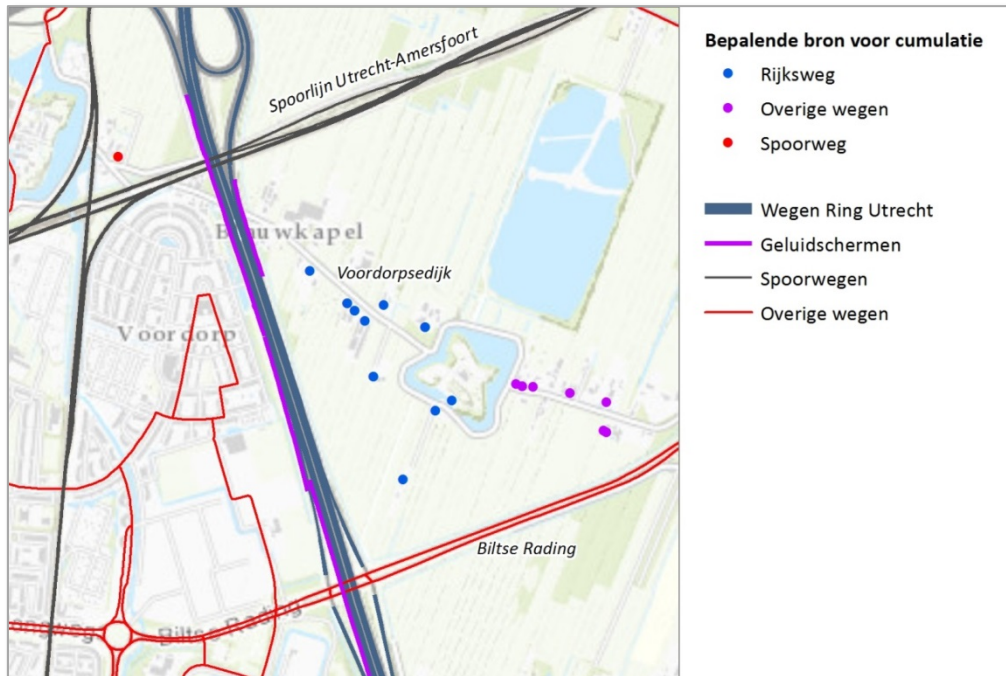 Spoorlijn Utrecht-Amersfoort
Voordorpsedijk
Voordorp
Biltse Rading
Biltse Rading
Bepalende bron voor cumulatie
Rijksweg
Overige wegen
Spoorweg
Wegen Ring Utrecht
Geluidschermen
Spoorwegen
Overige wegen